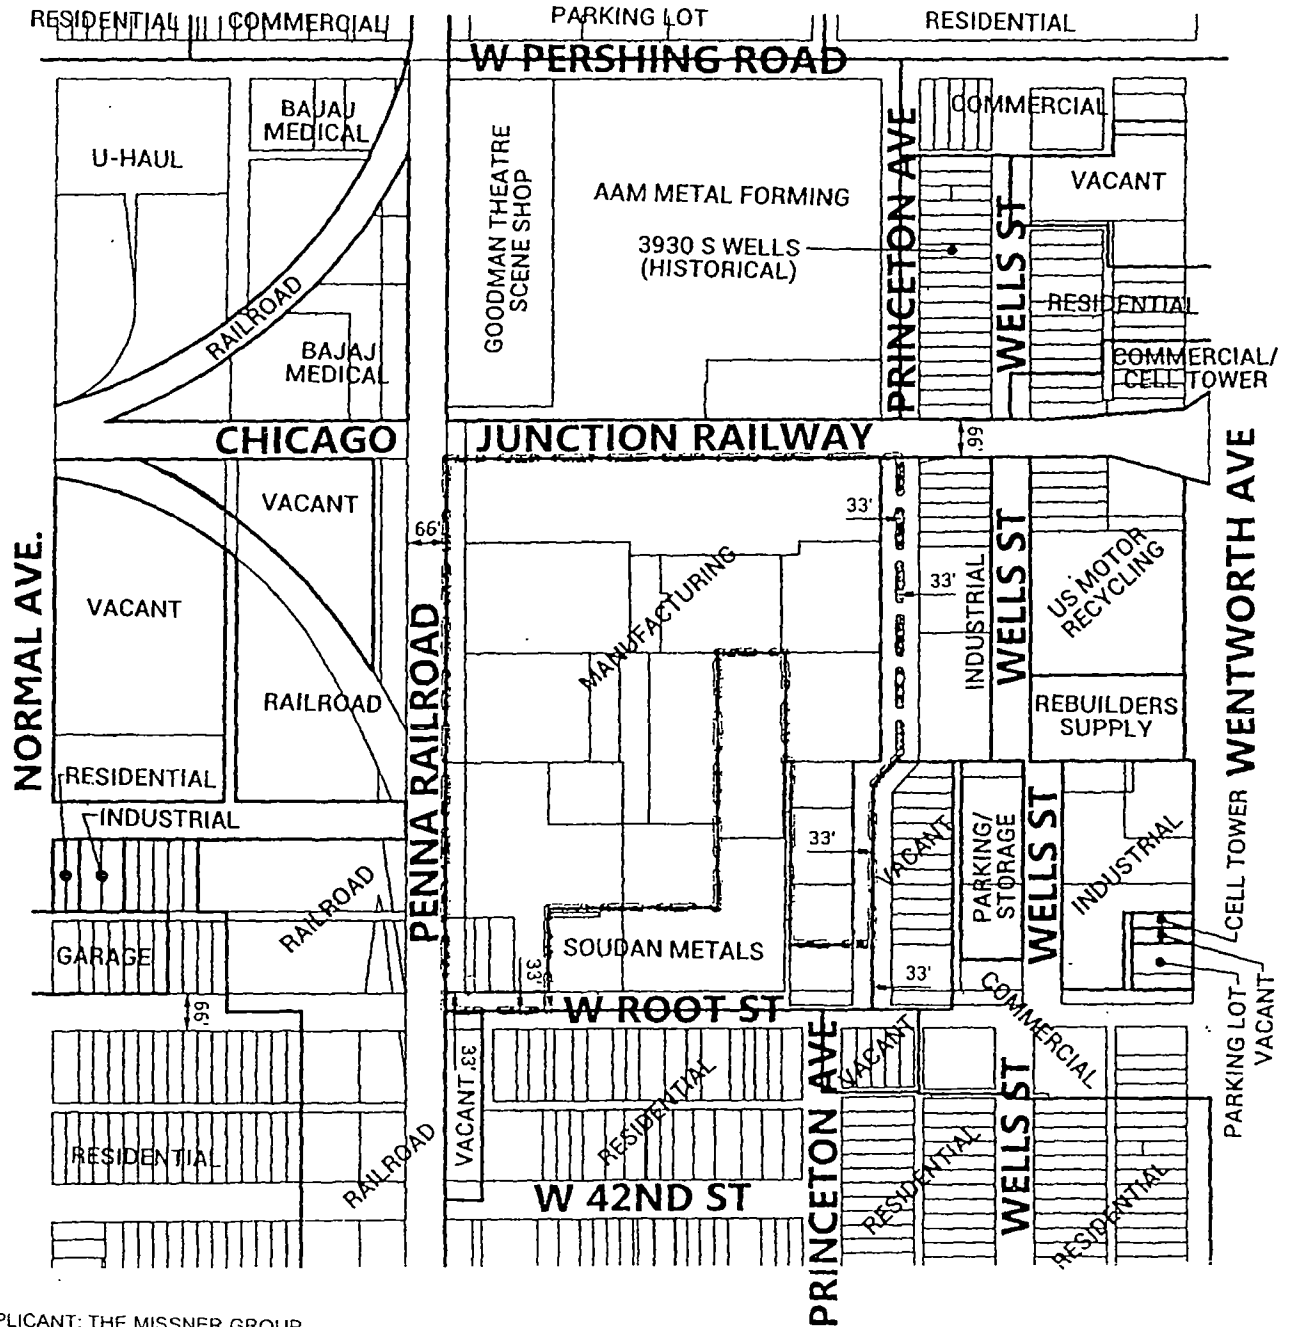 RESIDENTIAL
COMMERCIAL
PARKING LOT
RESIDENTIAL
W PERSHING ROAD
U-HAUL
BAJAJ
MEDICAL
GOODMAN THEATRE
SCENE SHOP
AAM METAL FORMING
3930 S WELLS
(HISTORICAL)
PRINCETON AVE
COMMERCIAL
VACANT
WELLS ST
RESIDENTIAL
COMMERCIAL/
CELL TOWER
RAILROAD
BAJAJ
MEDICAL
CHICAGO
JUNCTION RAILWAY
66'
NORMAL AVE.
VACANT
VACANT
RAILROAD
66'
PENNA RAILROAD
MANUFACTURING
33'
33'
INDUSTRIAL
WELLS ST
US MOTOR
RECYCLING
REBUILDERS
SUPPLY
WENTWORTH AVE
RESIDENTIAL
INDUSTRIAL
RAILROAD
GARAGE
66'
SOUDAN METALS
33'
33'
VACANT
33'
PARKING/
STORAGE
WELLS ST
INDUSTRIAL
CELL TOWER
PARKING LOT
VACANT
COMMERCIAL
W ROOT ST
RESIDENTIAL
RAILROAD
33'
VACANT
RESIDENTIAL
W 42ND ST
PRINCETON AVE
VACANT
RESIDENTIAL
WELLS ST
RESIDENTIAL
PLICANT: THE MISSNER GROUP